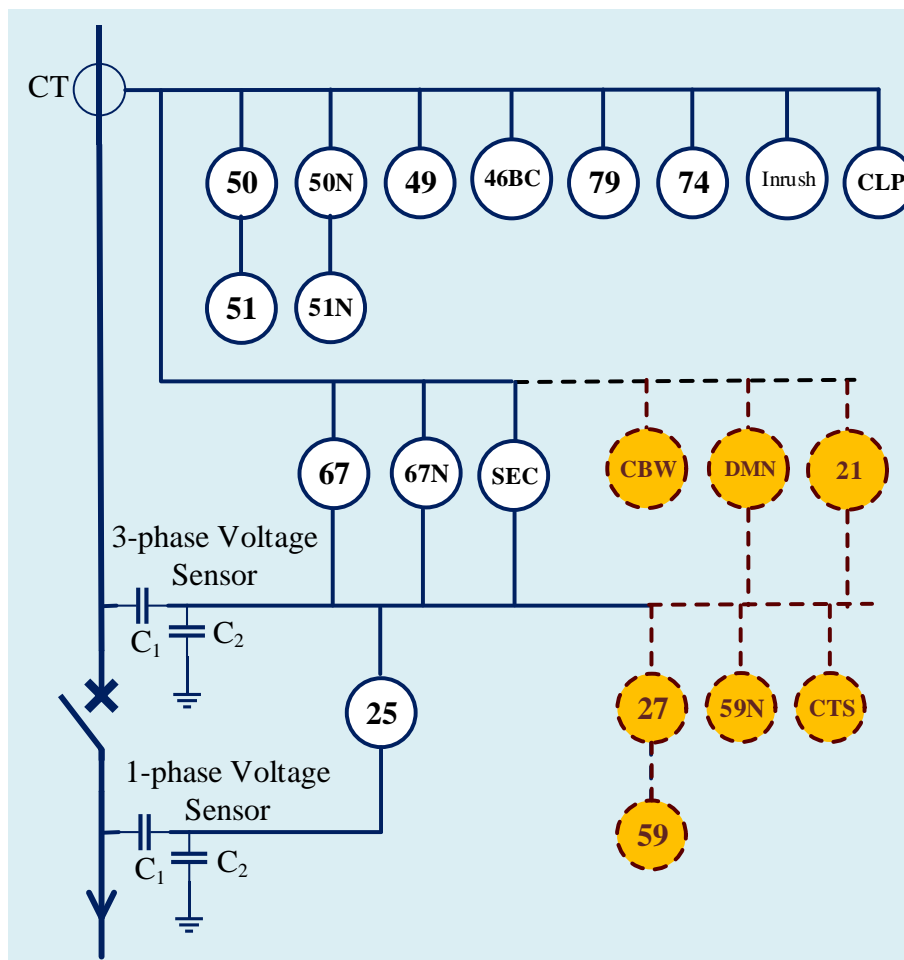 CT
50
50N
49
46BC
79
74
Inrush
CLP
51
51N
67
67N
SEC
CBW
DMN
21
3-phase Voltage
Sensor
C₁
C₂
25
27
59N
CTS
1-phase Voltage
Sensor
C₁
C₂
59